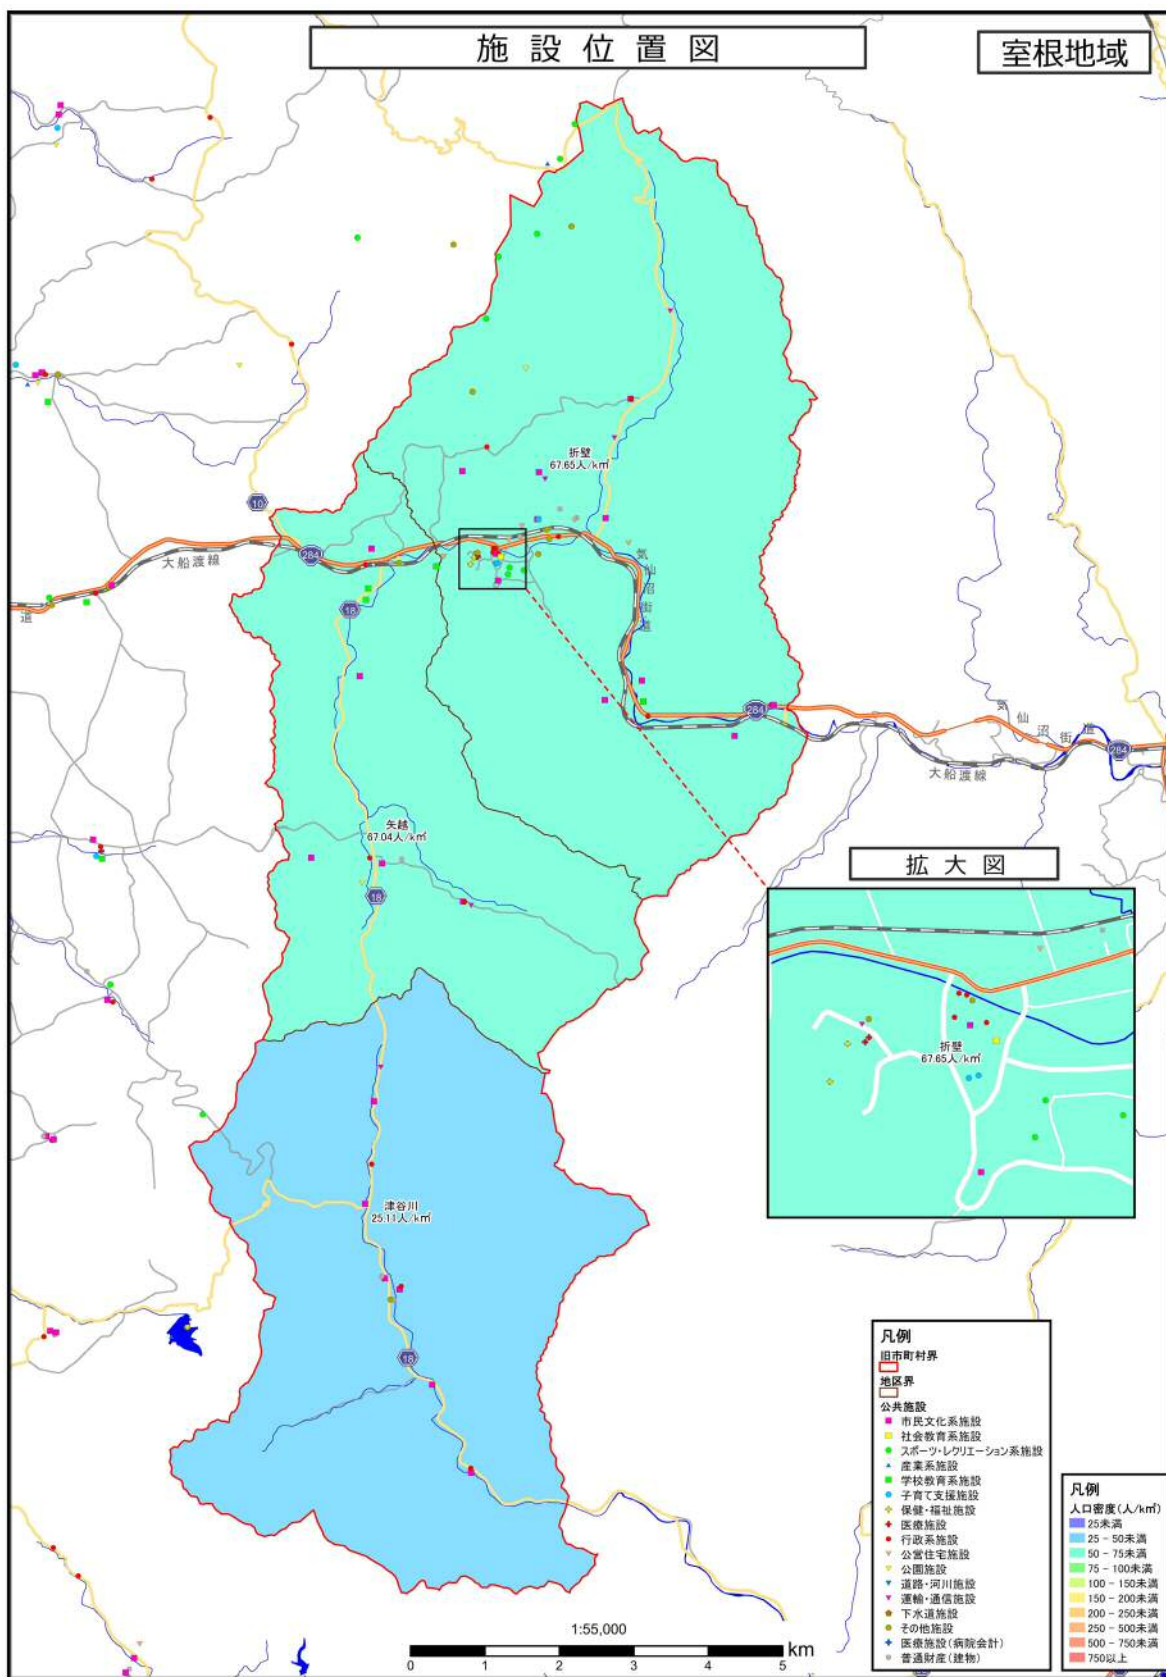 施設位置図
室根地域
折壁
67.65人/km²
10
284
大船渡線
道
18
気仙沼街道
284
気仙沼街道
284
大船渡線
矢越
67.04人/km²
18
拡大図
折壁
67.65人/km²
津谷川
25.11人/km²
18
凡例
旧市町村界
地区界
公共施設
市民文化系施設
社会教育系施設
スポーツ・レクリエーション系施設
産業系施設
学校教育系施設
子育て支援施設
保健・福祉施設
医療施設
行政系施設
公営住宅施設
公園施設
道路・河川施設
運輸・通信施設
下水道施設
その他施設
医療施設(病院会計)
普通財産(建物)
凡例
人口密度(人/km²)
25未満
25 - 50未満
50 - 75未満
75 - 100未満
100 - 150未満
150 - 200未満
200 - 250未満
250 - 500未満
500 - 750未満
750以上
1:55,000
0 1 2 3 4 5 km